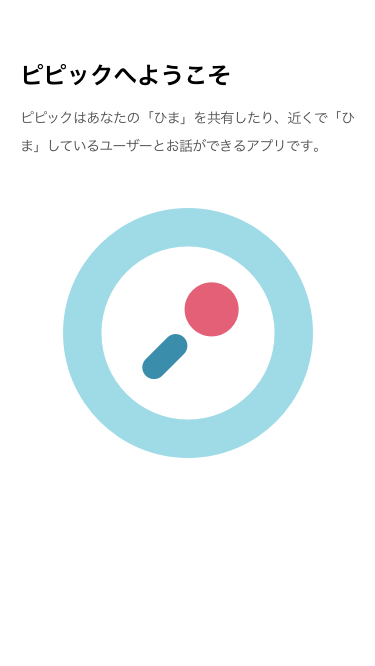 ピピックへようこそ
ピピックはあなたの「ひま」を共有したり、近くで「ひ
ま」しているユーザーとお話ができるアプリです。